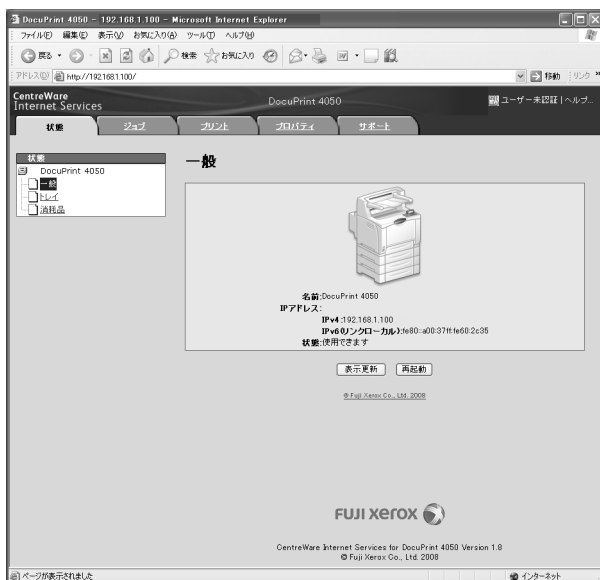 DocuPrint 4050 - 192.168.1.100 - Microsoft Internet Explorer
ファイル(F) 編集(E) 表示(V) お気に入り(A) ツール(T) ヘルプ(H)
戻る 検索 お気に入り
アドレス(D) http://192.168.1.100/ 移動 リンク »
CentreWare
Internet Services
DocuPrint 4050
ユーザー未認証 | ヘルプ...
状態 ジョブ プリント プロパティ サポート
状態
DocuPrint 4050
一般
トレイ
消耗品
一般
名前:DocuPrint 4050
IPアドレス:
IPv4:192.168.1.100
IPv6(リンクローカル):fe80::a00:37ff:fe60:2c35
状態:使用できます
表示更新 再起動
© Fuji Xerox Co., Ltd. 2008
FUJI xerox
CentreWare Internet Services for DocuPrint 4050 Version 1.8
© Fuji Xerox Co., Ltd. 2008
ページが表示されました インターネット